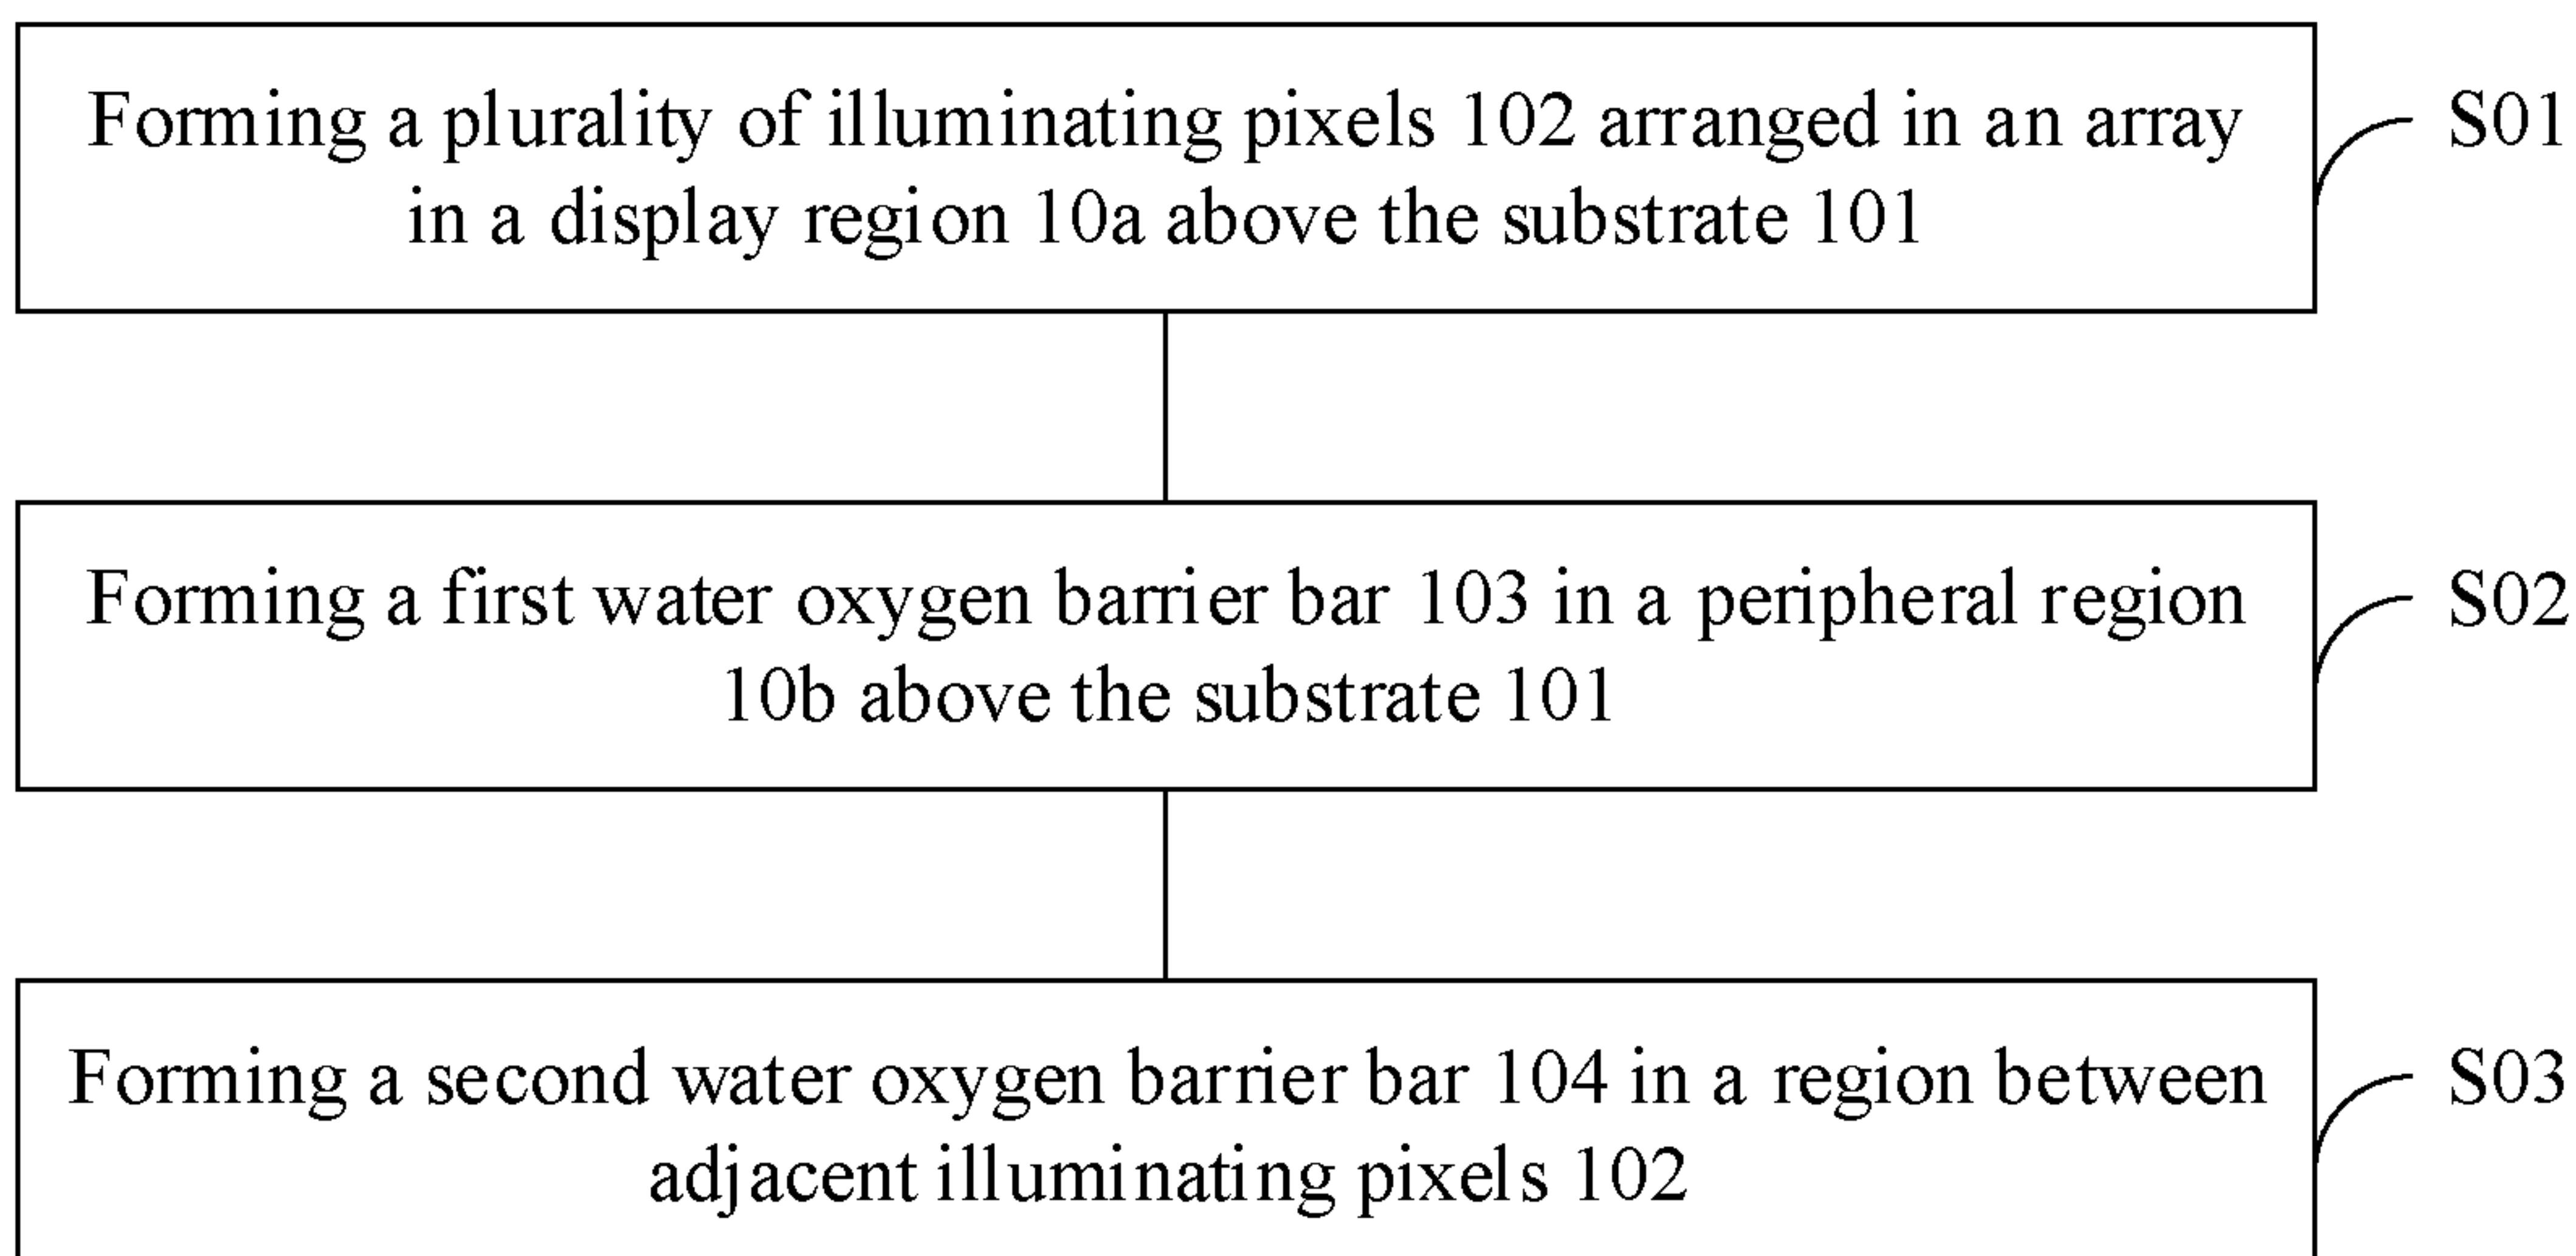 Forming a plurality of illuminating pixels 102 arranged in an array
in a display region 10a above the substrate 101
S01
Forming a first water oxygen barrier bar 103 in a peripheral region
10b above the substrate 101
S02
Forming a second water oxygen barrier bar 104 in a region between
adjacent illuminating pixels 102
S03